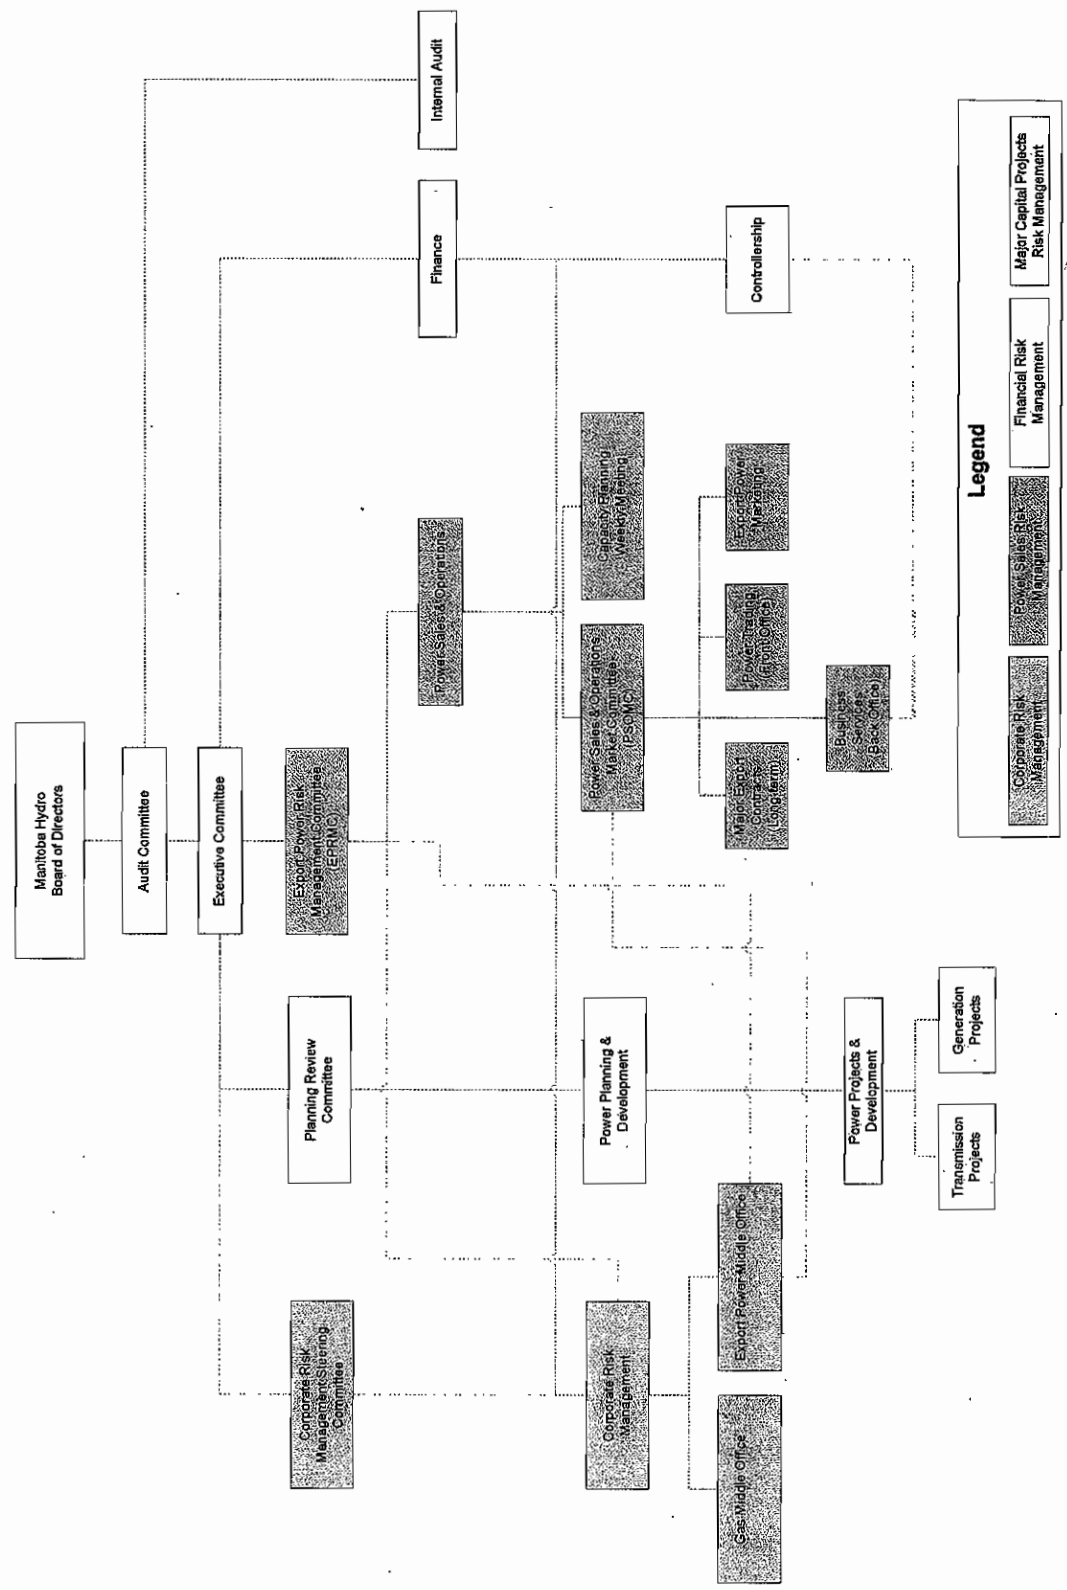 Manitoba Hydro
Board of Directors
Audit Committee
Executive Committee
Internal Audit
Finance
Export Power Risk
Management Committee
(EPRMC)
Planning Review
Committee
Corporate Risk
Management Steering
Committee
Power Sales & Operations
Capacity Planning
Weekly Meeting
Power Sales & Operations
Market Committee
(PSOMC)
Power Planning &
Development
Corporate Risk
Management
Controllership
Export Power
Marketing
Power Trading
(Front Office)
Major Export
Contracts
(Long-term)
Export Power Middle Office
Gas Middle Office
Business
Services
(Back Office)
Power Projects &
Development
Generation
Projects
Transmission
Projects
Legend
Corporate Risk
Management
Power Sales Risk
Management
Financial Risk
Management
Major Capital Projects
Risk Management